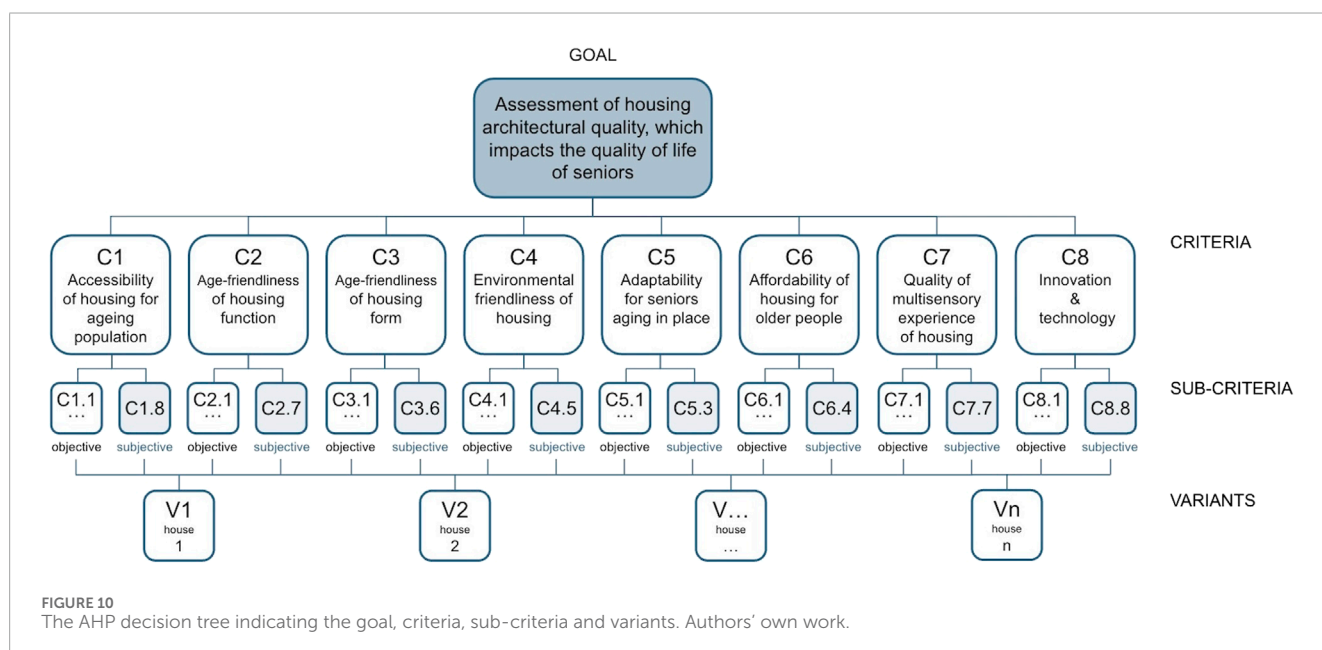 GOAL
Assessment of housing
architectural quality, which
impacts the quality of life
of seniors
CRITERIA
C1
Accessibility
of housing for
ageing
population
C2
Age-friendliness
of housing
function
C3
Age-friendliness
of housing
form
C4
Environmental
friendliness of
housing
C5
Adaptability
for seniors
aging in place
C6
Affordability of
housing for
older people
C7
Quality of
multisensory
experience
of housing
C8
Innovation
&
technology
SUB-CRITERIA
C1.1
...
objective
C1.8
subjective
C2.1
...
objective
C2.7
subjective
C3.1
...
objective
C3.6
subjective
C4.1
...
objective
C4.5
subjective
C5.1
...
objective
C5.3
subjective
C6.1
...
objective
C6.4
subjective
C7.1
...
objective
C7.7
subjective
C8.1
...
objective
C8.8
subjective
VARIANTS
V1
house
1
V2
house
2
V...
house
...
Vn
house
n
FIGURE 10
The AHP decision tree indicating the goal, criteria, sub-criteria and variants. Authors’ own work.